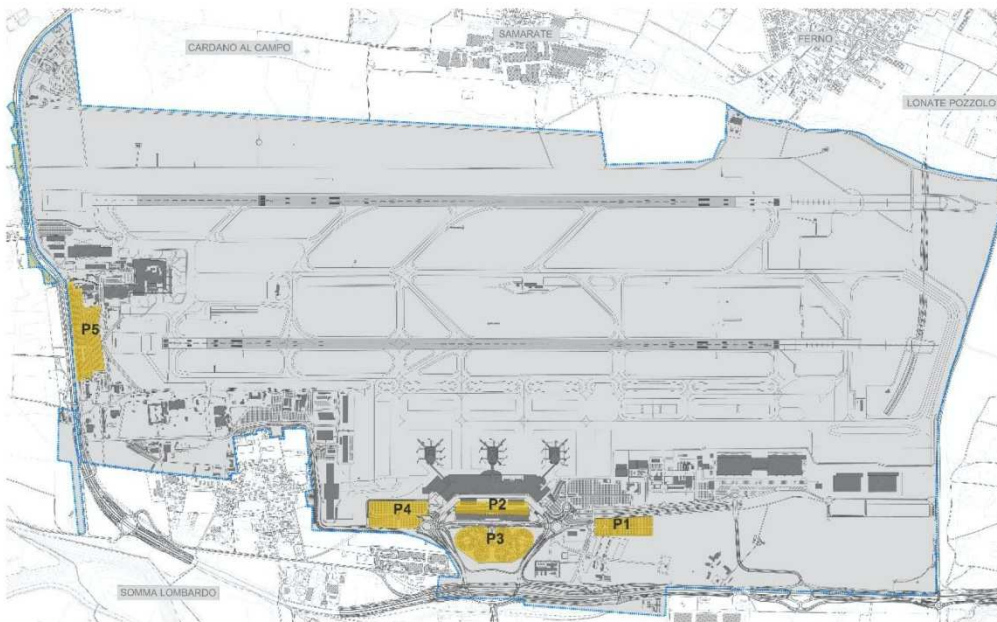 SAMARATE
FERNO
CARDANO AL CAMPO
LONATE POZZOLO
P5
P2
P4
P1
P3
SOMMA LOMBARDO